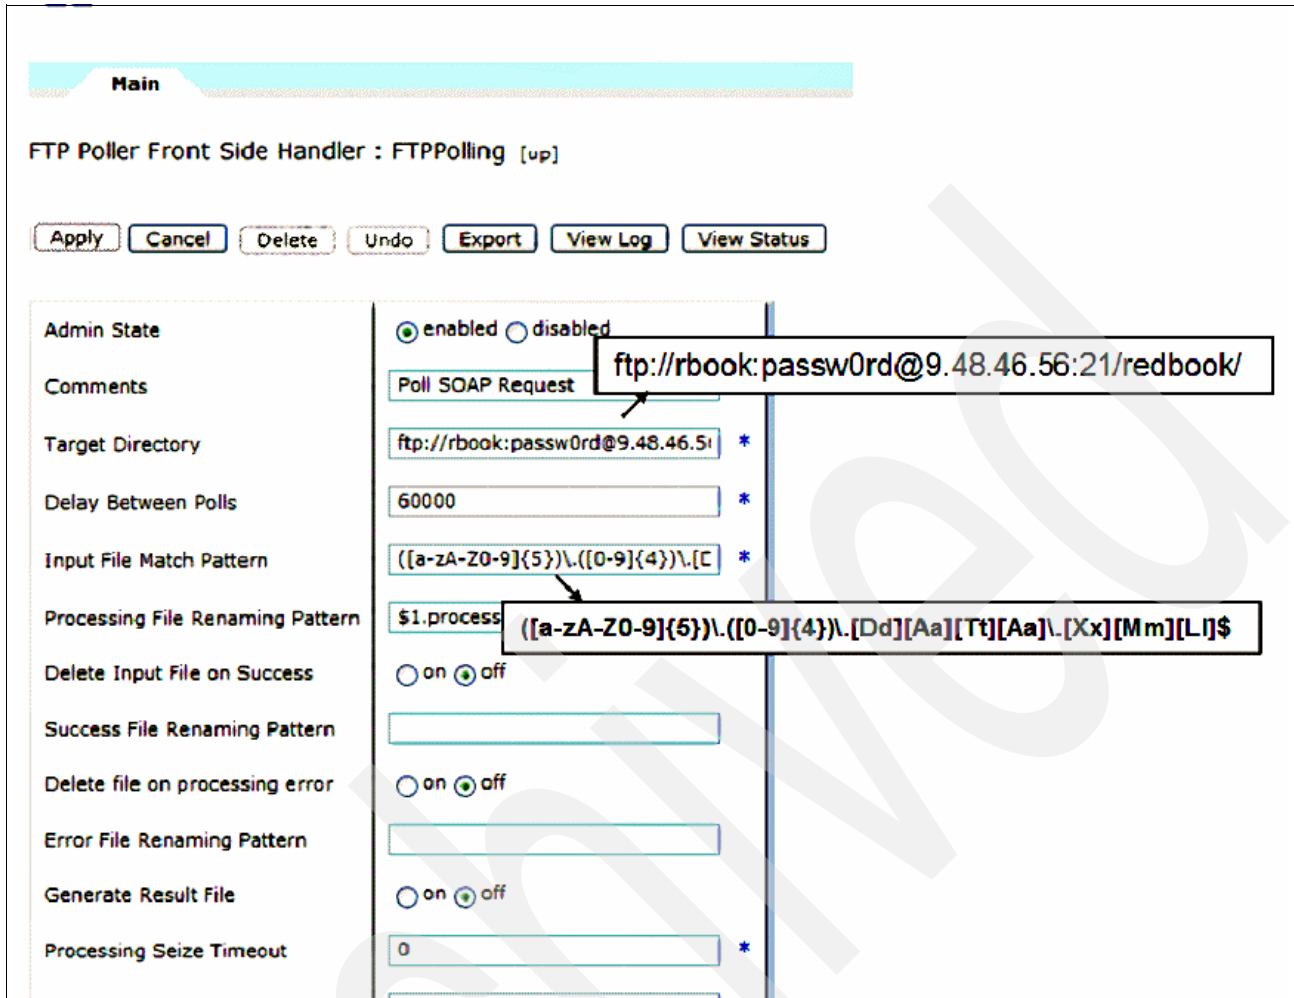 Main
FTP Poller Front Side Handler : FTPPolling [up]
Apply Cancel Delete Undo Export View Log View Status
Admin State enabled disabled
ftp://rbook:passw0rd@9.48.46.56:21/redbook/
Comments Poll SOAP Request
Target Directory ftp://rbook:passw0rd@9.48.46.5 *
Delay Between Polls 60000 *
Input File Match Pattern ([a-zA-Z0-9]{5})\.([0-9]{4})\.[D *
Processing File Renaming Pattern $1.process
([a-zA-Z0-9]{5})\.([0-9]{4})\.[Dd][Aa][Tt][Aa]\.[Xx][Mm][Ll]$
Delete Input File on Success on off
Success File Renaming Pattern
Delete file on processing error on off
Error File Renaming Pattern
Generate Result File on off
Processing Seize Timeout 0 *